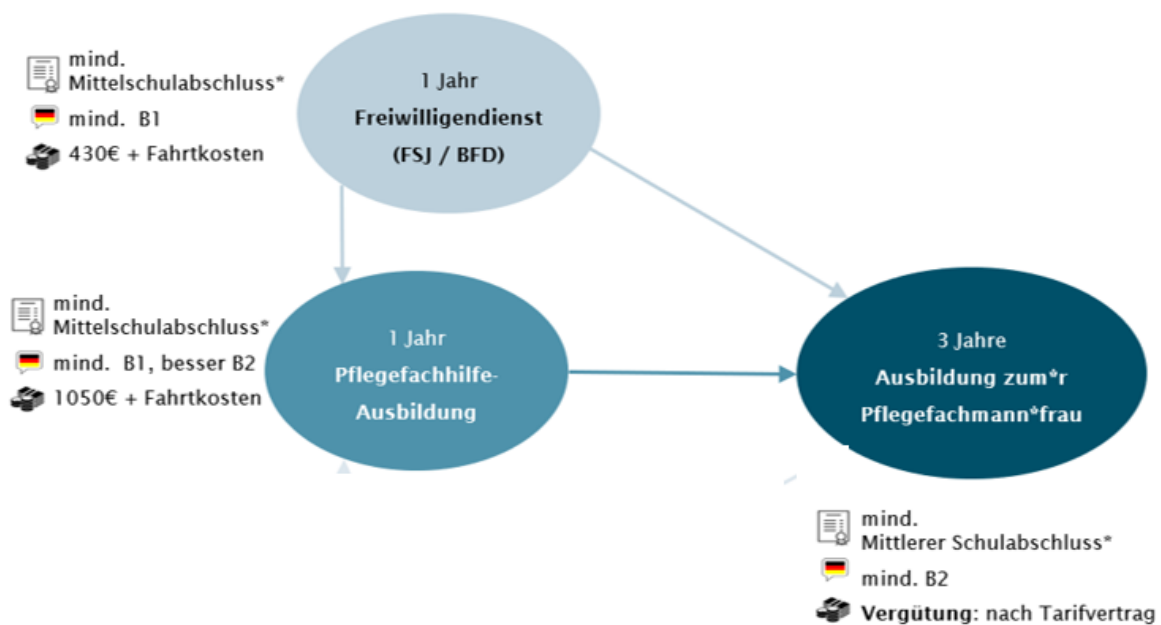 mind.
Mittelschulabschluss*
mind. B1
430€ + Fahrtkosten
1 Jahr
Freiwilligendienst
(FSJ / BFD)
mind.
Mittelschulabschluss*
mind. B1, besser B2
1050€ + Fahrtkosten
1 Jahr
Pflegefachhilfe-
Ausbildung
3 Jahre
Ausbildung zum*r
Pflegefachmann*frau
mind.
Mittlerer Schulabschluss*
mind. B2
Vergütung: nach Tarifvertrag